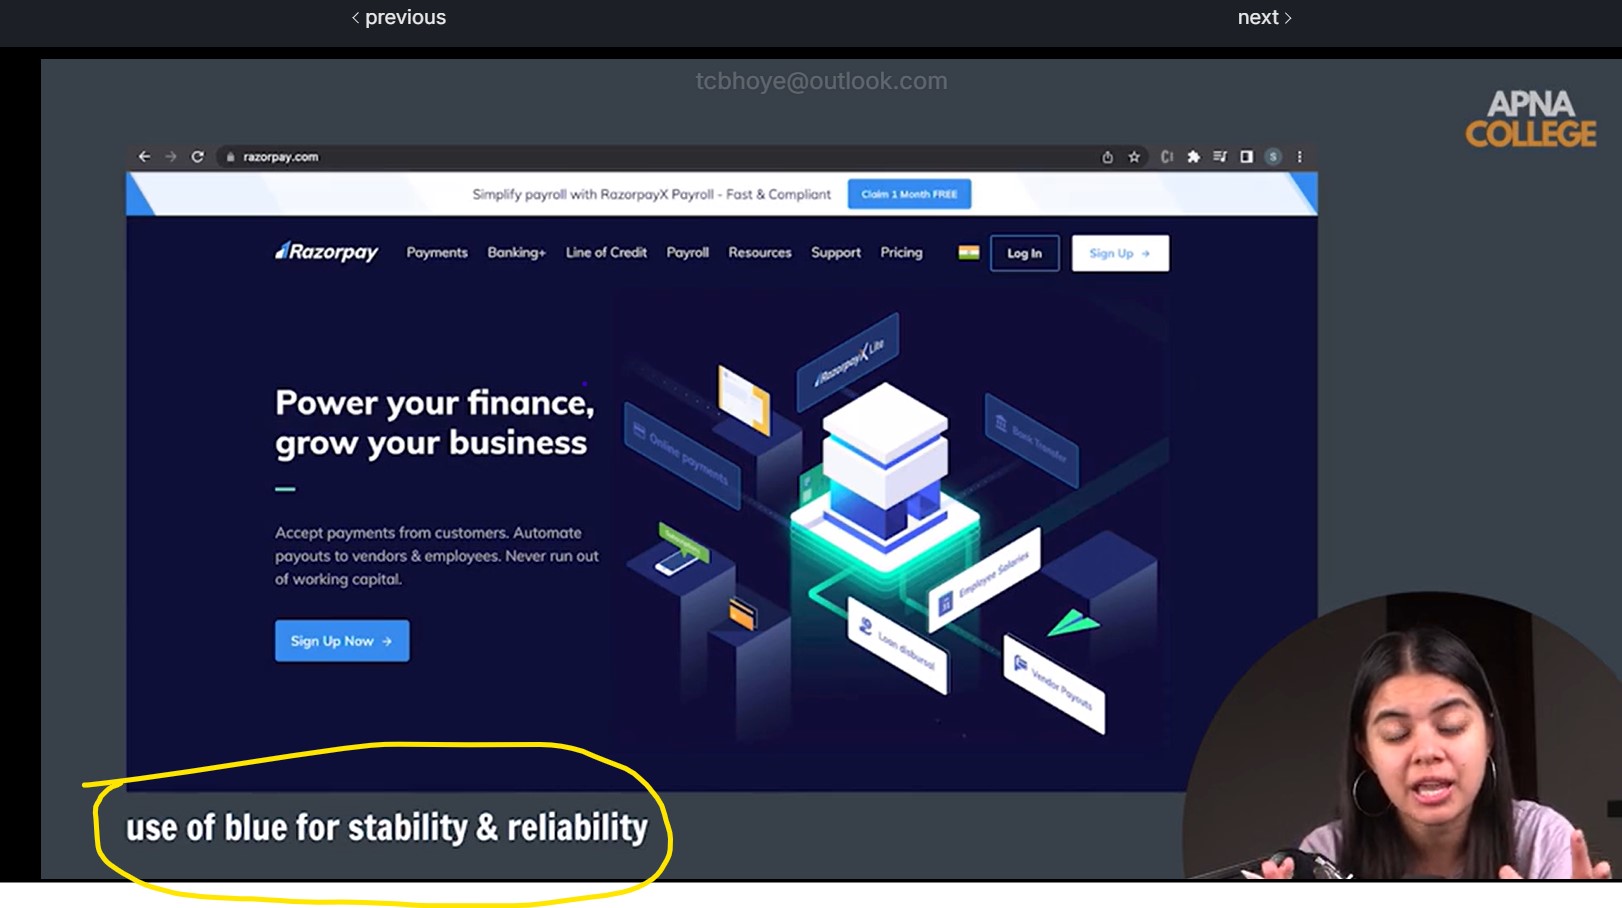 previous
next
tcbhoye@outlook.com
APNA
COLLEGE
razorpay.com
S
Simplify payroll with RazorpayX Payroll - Fast & Compliant
Claim 1 Month FREE
Razorpay
Payments
Banking+
Line of Credit
Payroll
Resources
Support
Pricing
Log In
Sign Up
RazorpayX Lite
Power your finance,
grow your business
Online payments
Bank Transfer
Accept payments from customers. Automate
payouts to vendors & employees. Never run out
of working capital.
Employee Salaries
31
Loan disbursal
Vendor Payouts
Sign Up Now
use of blue for stability & reliability